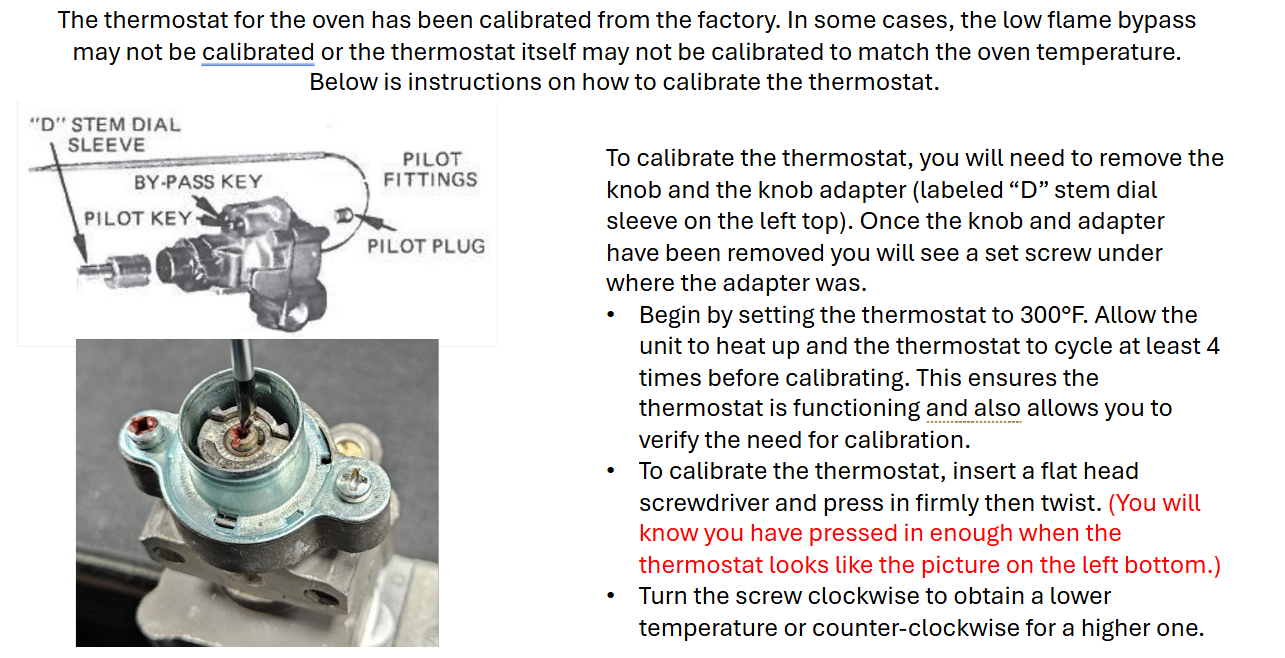 The thermostat for the oven has been calibrated from the factory. In some cases, the low flame bypass
may not be calibrated or the thermostat itself may not be calibrated to match the oven temperature.
Below is instructions on how to calibrate the thermostat.
"D" STEM DIAL
SLEEVE
BY-PASS KEY
PILOT KEY
PILOT
FITTINGS
PILOT PLUG
To calibrate the thermostat, you will need to remove the
knob and the knob adapter (labeled “D” stem dial
sleeve on the left top). Once the knob and adapter
have been removed you will see a set screw under
where the adapter was.
• Begin by setting the thermostat to 300°F. Allow the
unit to heat up and the thermostat to cycle at least 4
times before calibrating. This ensures the
thermostat is functioning and also allows you to
verify the need for calibration.
• To calibrate the thermostat, insert a flat head
screwdriver and press in firmly then twist. (You will
know you have pressed in enough when the
thermostat looks like the picture on the left bottom.)
• Turn the screw clockwise to obtain a lower
temperature or counter-clockwise for a higher one.